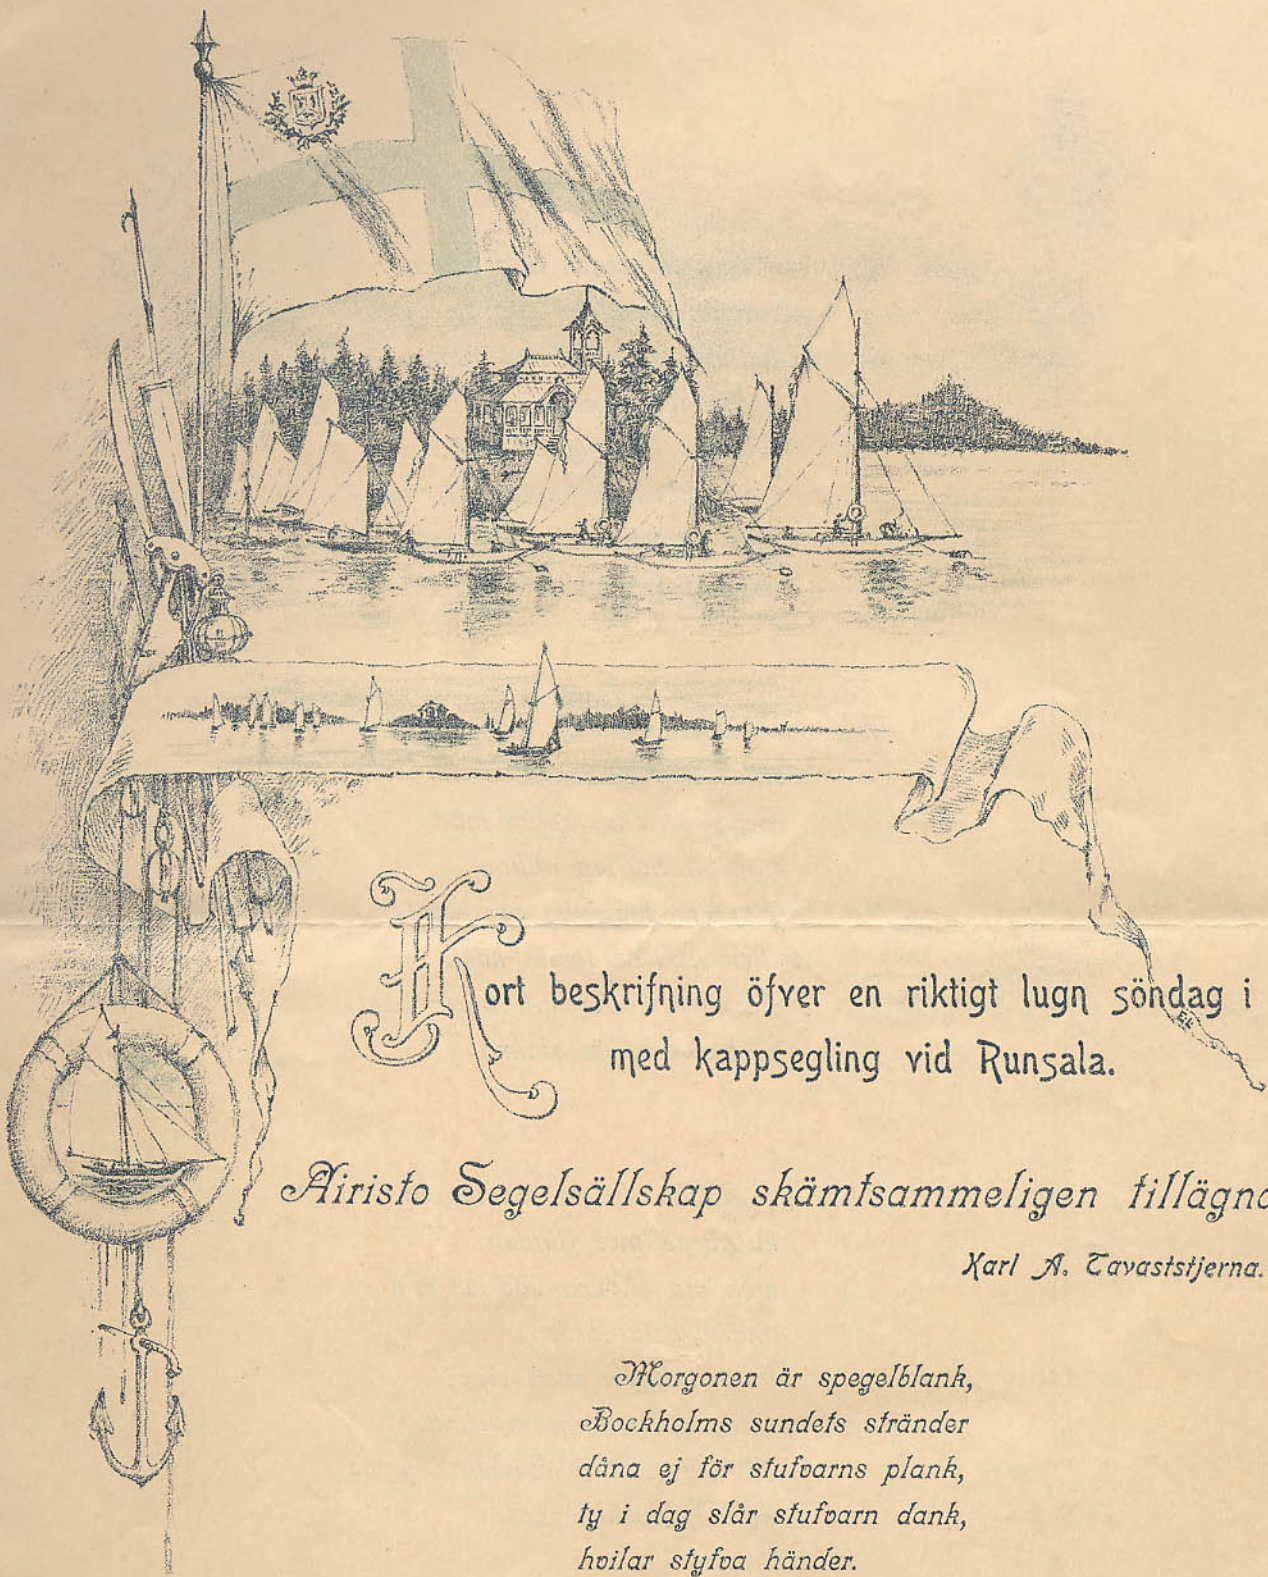 Kort beskrifning öfver en riktigt lugn söndag i
med kappsegling vid Runsala.
Airisto Segelsällskap skämtsammeligen tillägna
Karl A. Tavaststjerna.
Morgonen är spegelblank,
Bockholms sundets stränder
dåna ej för stufvarns plank,
ty i dag slår stufvarn dank,
hvilar styfva händer.